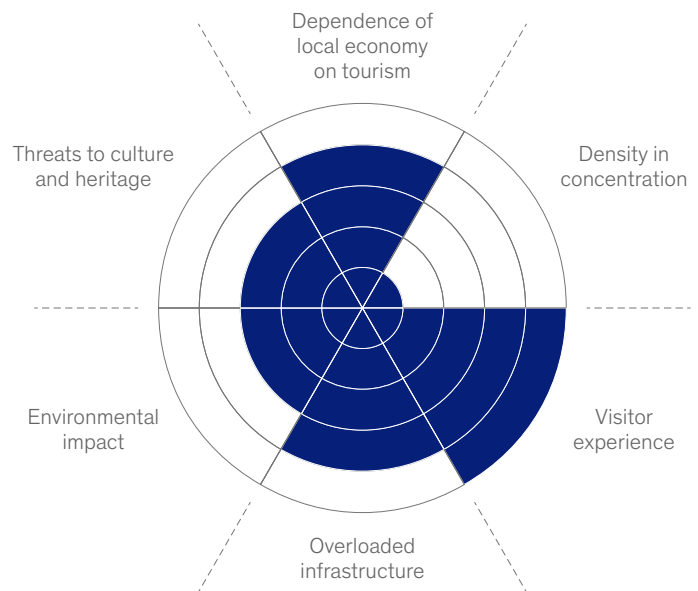 Dependence of
local economy
on tourism
Threats to culture
and heritage
Density in
concentration
Environmental
impact
Visitor
experience
Overloaded
infrastructure